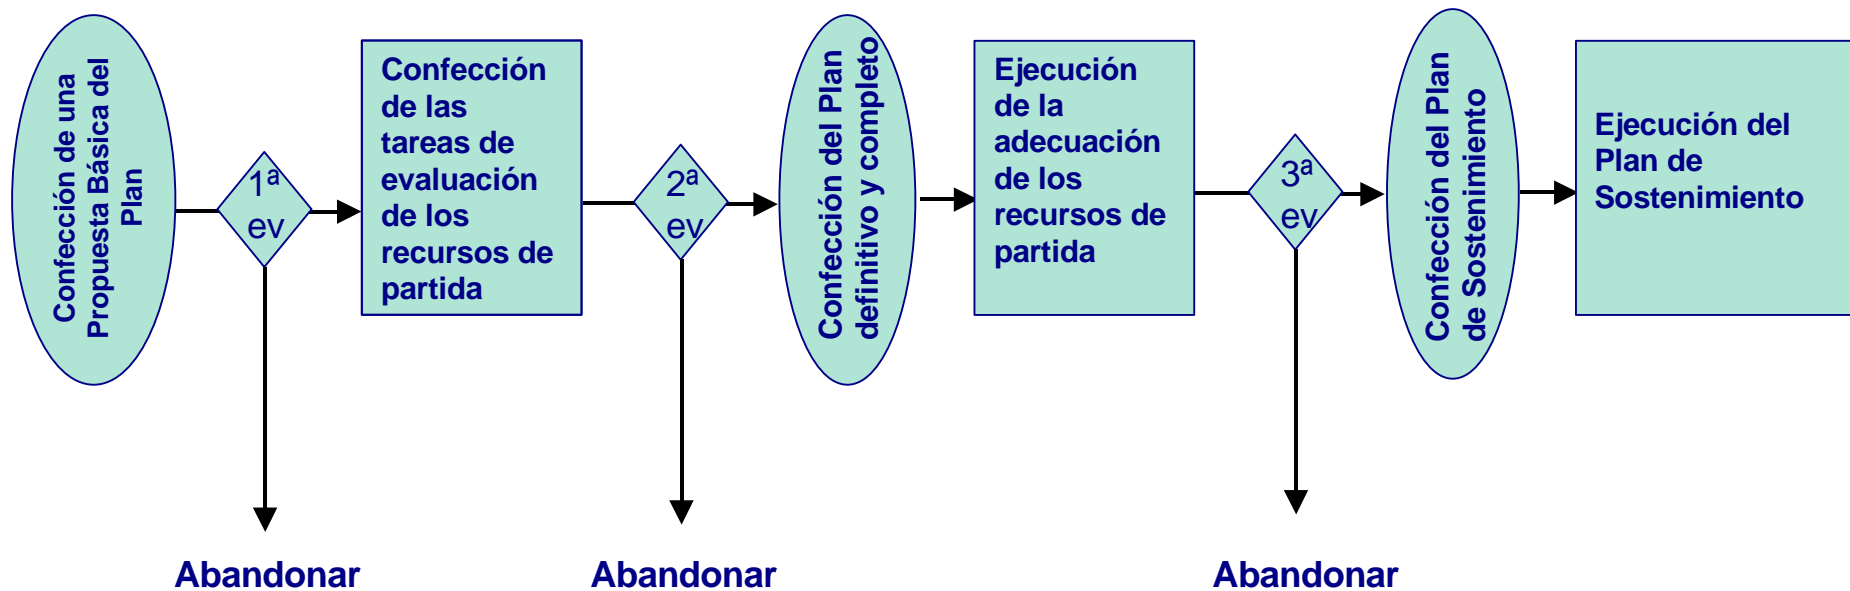 Confección de una
Propuesta Básica del
Plan
1ª
ev
Confección
de las
tareas de
evaluación
de los
recursos de
partida
2ª
ev
Confección del Plan
definitivo y completo
Ejecución
de la
adecuación
de los
recursos de
partida
3ª
ev
Confección del Plan
de Sostenimiento
Ejecución del
Plan de
Sostenimiento
Abandonar
Abandonar
Abandonar